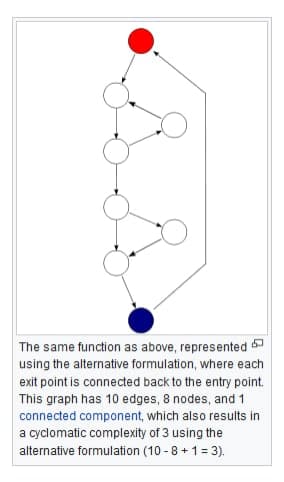 The same function as above, represented
using the alternative formulation, where each
exit point is connected back to the entry point.
This graph has 10 edges, 8 nodes, and 1
connected component, which also results in
a cyclomatic complexity of 3 using the
alternative formulation (10 - 8 + 1 = 3).